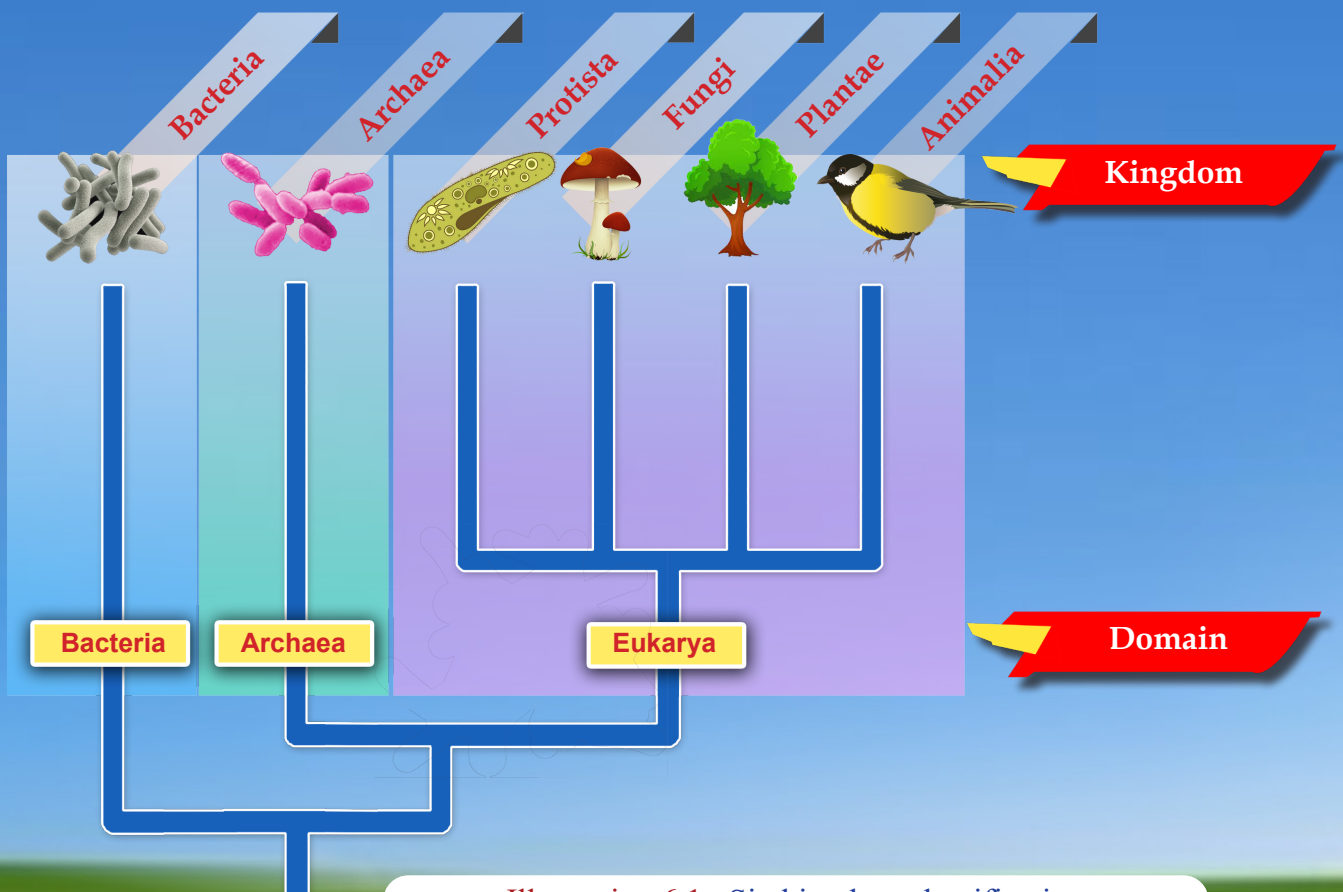 Bacteria
Archaea
Protista
Fungi
Plantae
Animalia
Kingdom
Bacteria
Archaea
Eukarya
Domain